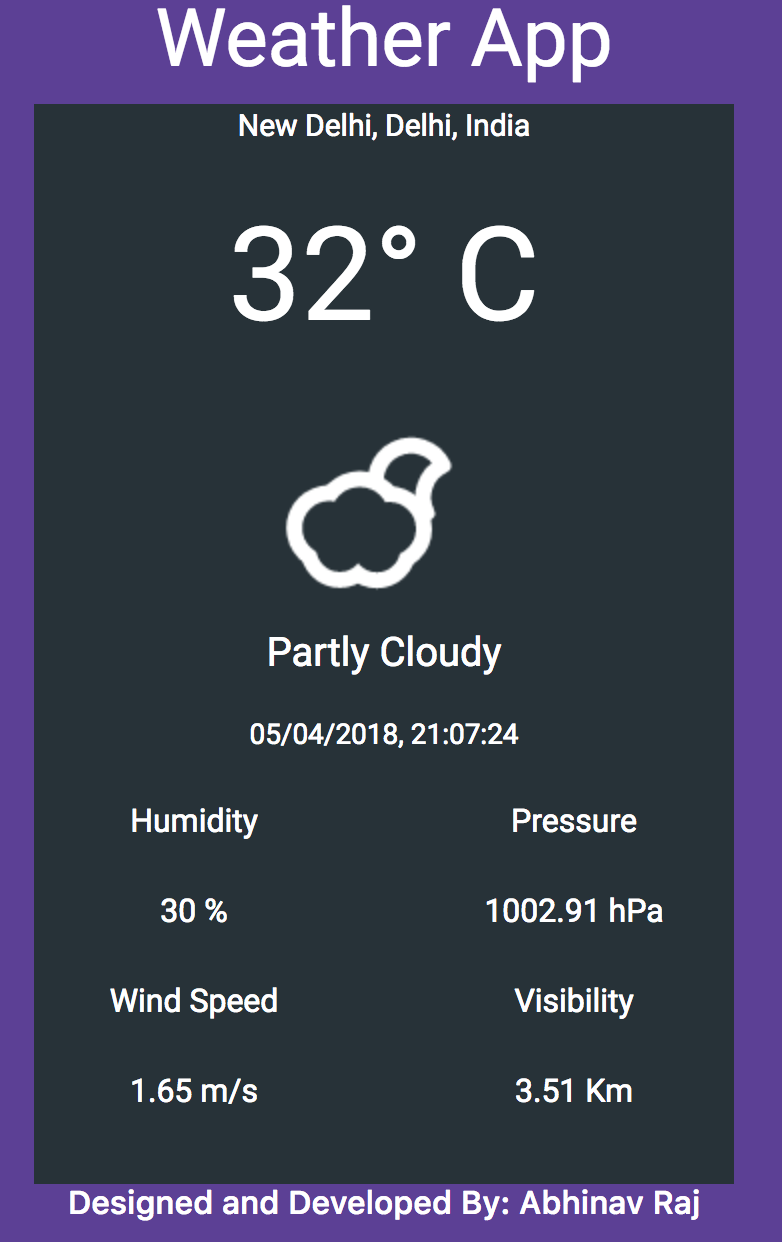 Weather App
New Delhi, Delhi, India
32° C
Partly Cloudy
05/04/2018, 21:07:24
Humidity Pressure
30 % 1002.91 hPa
Wind Speed Visibility
1.65 m/s 3.51 Km
Designed and Developed By: Abhinav Raj